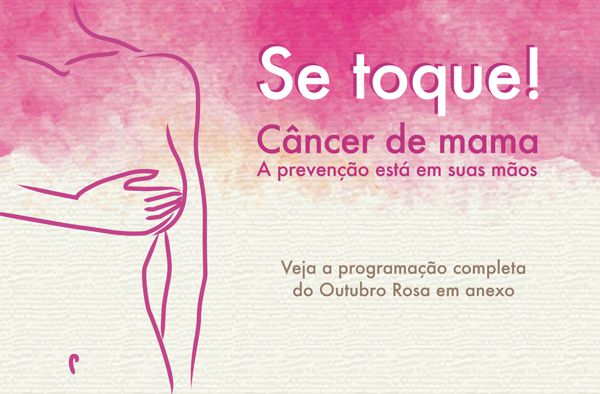 Se toque!
Câncer de mama
A prevenção está em suas mãos
Veja a programação completa
do Outubro Rosa em anexo